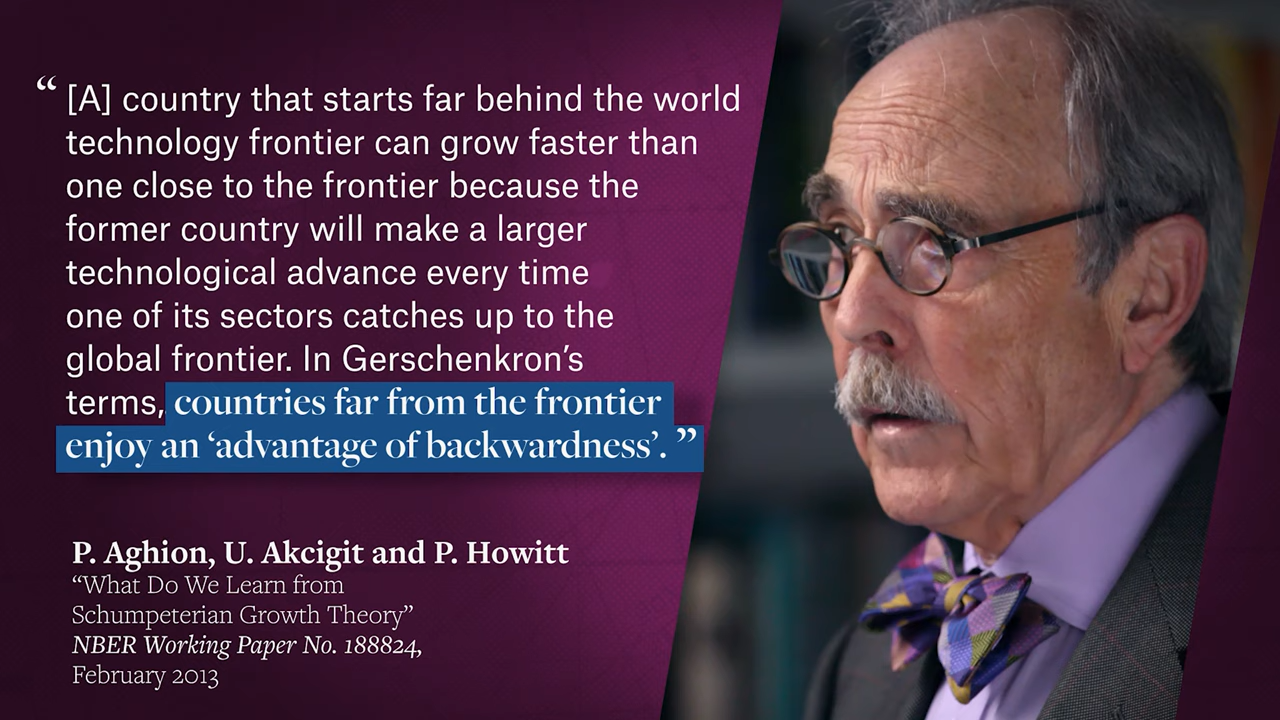 “ [A] country that starts far behind the world
technology frontier can grow faster than
one close to the frontier because the
former country will make a larger
technological advance every time
one of its sectors catches up to the
global frontier. In Gerschenkron’s
terms, countries far from the frontier
enjoy an ‘advantage of backwardness’. ”
P. Aghion, U. Akcigit and P. Howitt
“What Do We Learn from
Schumpeterian Growth Theory”
NBER Working Paper No. 188824,
February 2013